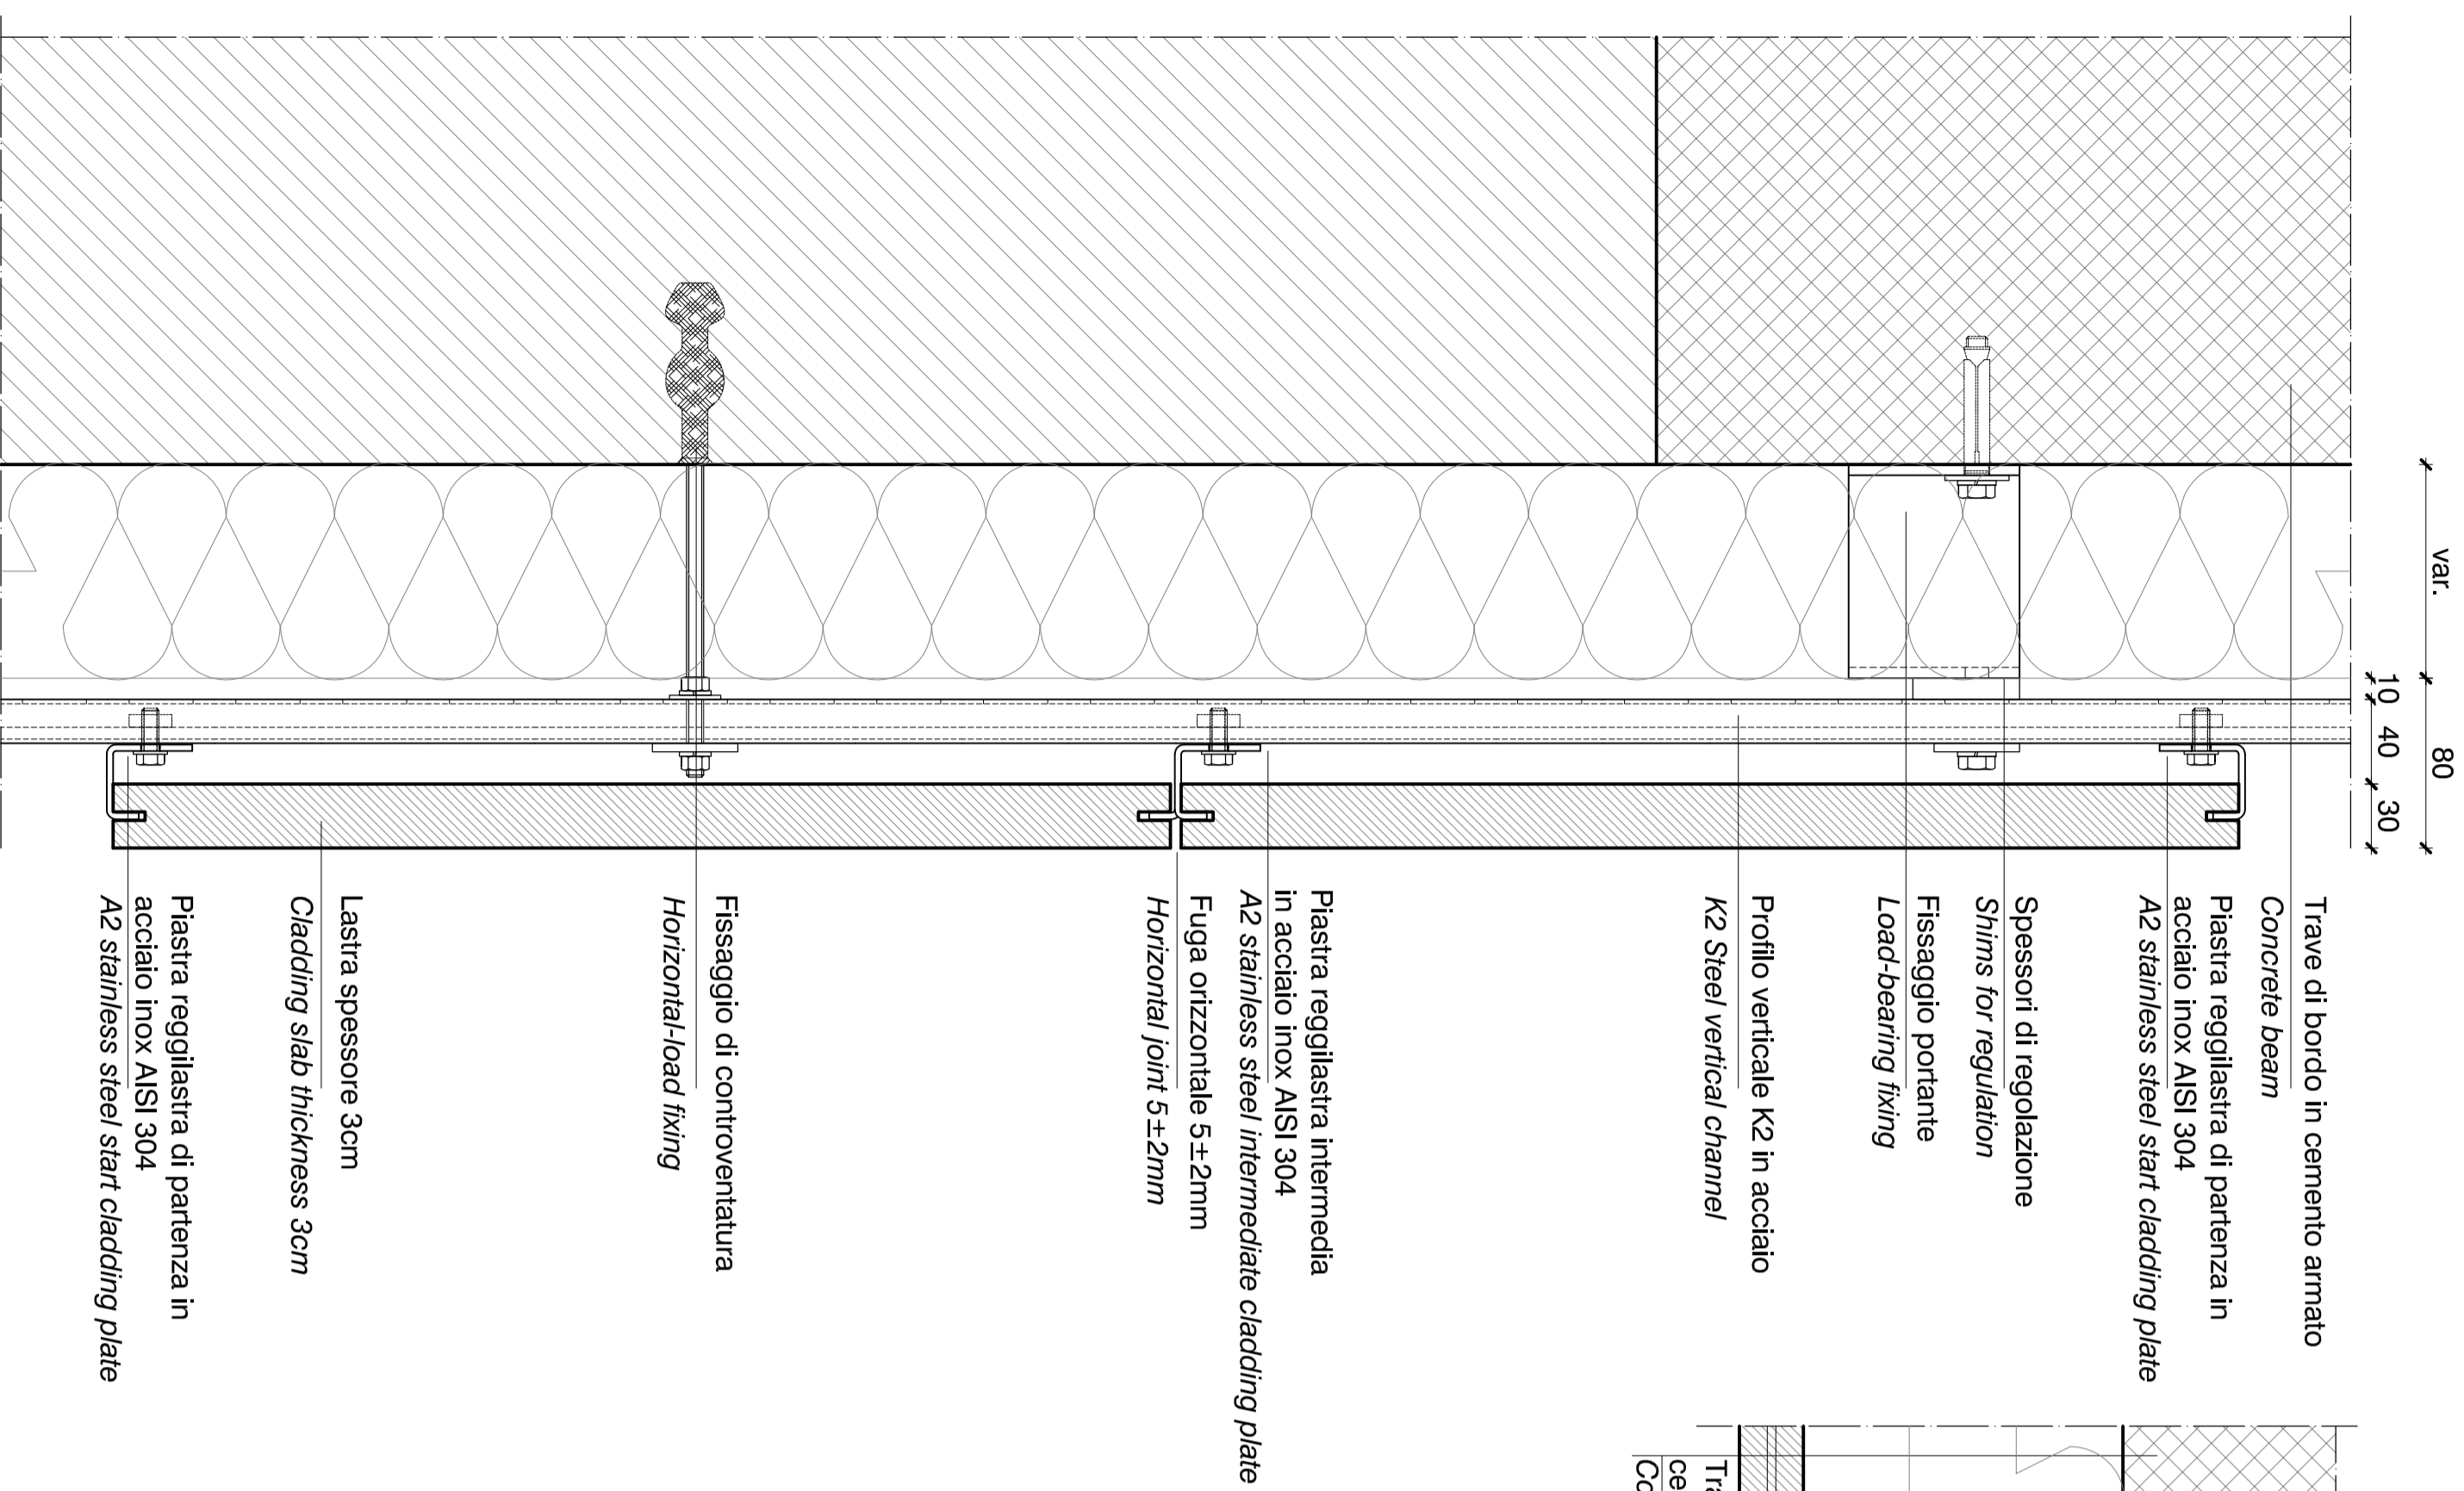 var.
80
10
40
30
Trave di bordo in cemento armato
Concrete beam
Piastra reggilastra di partenza in
acciaio inox AISI 304
A2 stainless steel start cladding plate
Spessori di regolazione
Shims for regulation
Fissaggio portante
Load-bearing fixing
Profilo verticale K2 in acciaio
K2 Steel vertical channel
Piastra reggilastra intermedia
in acciaio inox AISI 304
A2 stainless steel intermediate cladding plate
Fuga orizzontale 5±2mm
Horizontal joint 5±2mm
Fissaggio di controventatura
Horizontal-load fixing
Lastra spessore 3cm
Cladding slab thickness 3cm
Piastra reggilastra di partenza in
acciaio inox AISI 304
A2 stainless steel start cladding plate